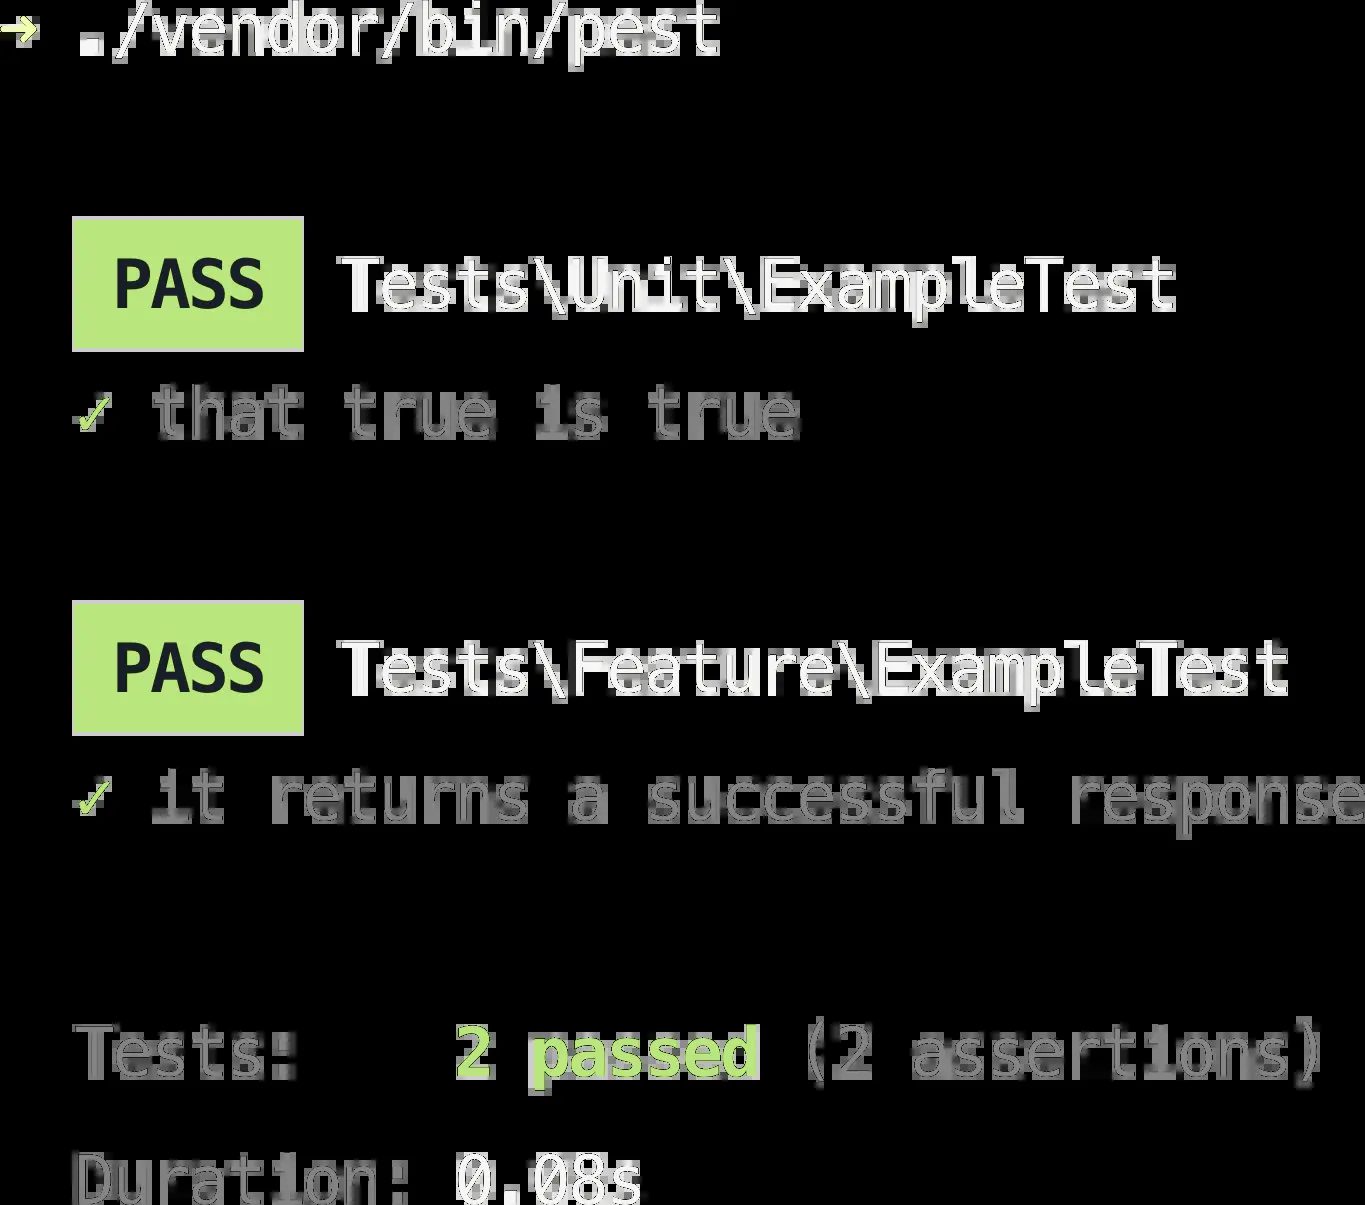 ➜ ./vendor/bin/pest
PASS Tests\Unit\ExampleTest
✓ that true is true
PASS Tests\Feature\ExampleTest
✓ it returns a successful response
Tests: 2 passed (2 assertions)
Duration: 0.08s